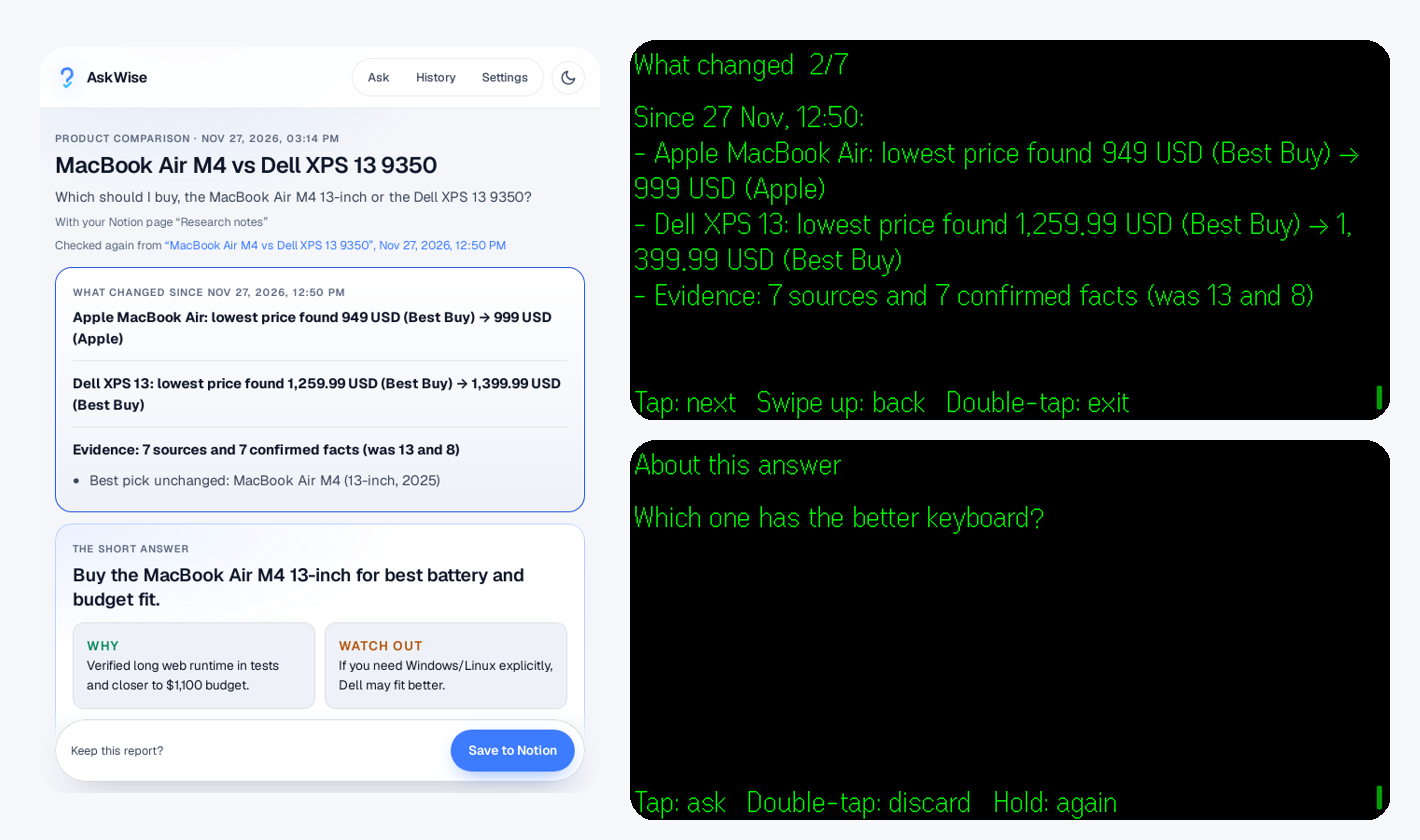 AskWise
Ask History Settings
PRODUCT COMPARISON · NOV 27, 2026, 03:14 PM
MacBook Air M4 vs Dell XPS 13 9350
Which should I buy, the MacBook Air M4 13-inch or the Dell XPS 13 9350?
With your Notion page “Research notes”
Checked again from “MacBook Air M4 vs Dell XPS 13 9350”, Nov 27, 2026, 12:50 PM
WHAT CHANGED SINCE NOV 27, 2026, 12:50 PM
Apple MacBook Air: lowest price found 949 USD (Best Buy) → 999 USD
(Apple)
Dell XPS 13: lowest price found 1,259.99 USD (Best Buy) → 1,399.99 USD
(Best Buy)
Evidence: 7 sources and 7 confirmed facts (was 13 and 8)
• Best pick unchanged: MacBook Air M4 (13-inch, 2025)
THE SHORT ANSWER
Buy the MacBook Air M4 13-inch for best battery and
budget fit.
WHY
Verified long web runtime in tests
and closer to $1,100 budget.
WATCH OUT
If you need Windows/Linux explicitly,
Dell may fit better.
Keep this report?
Save to Notion
What changed 2/7
Since 27 Nov, 12:50:
- Apple MacBook Air: lowest price found 949 USD (Best Buy) →
999 USD (Apple)
- Dell XPS 13: lowest price found 1,259.99 USD (Best Buy) → 1,
399.99 USD (Best Buy)
- Evidence: 7 sources and 7 confirmed facts (was 13 and 8)
Tap: next Swipe up: back Double-tap: exit
About this answer
Which one has the better keyboard?
Tap: ask Double-tap: discard Hold: again